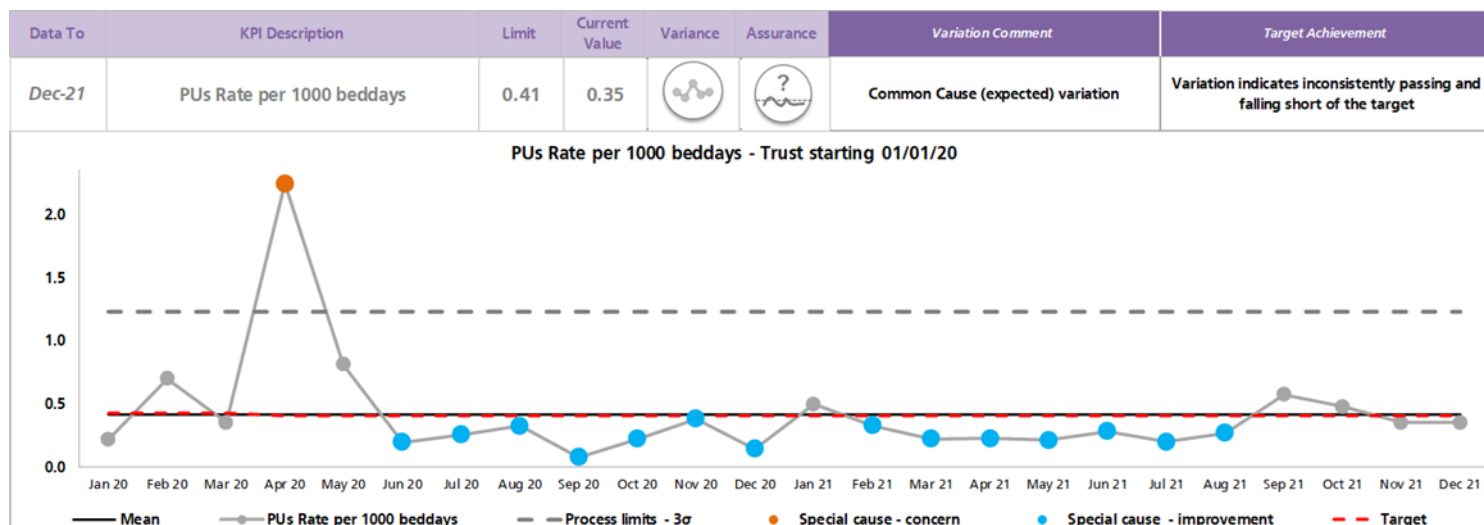 Data To KPI Description Limit Current Value Variance Assurance Variation Comment Target Achievement
Dec-21 PUs Rate per 1000 beddays 0.41 0.35 ? Common Cause (expected) variation Variation indicates inconsistently passing and
falling short of the target
PUs Rate per 1000 beddays - Trust starting 01/01/20
2.0
1.5
1.0
0.5
0.0
Jan 20 Feb 20 Mar 20 Apr 20 May 20 Jun 20 Jul 20 Aug 20 Sep 20 Oct 20 Nov 20 Dec 20 Jan 21 Feb 21 Mar 21 Apr 21 May 21 Jun 21 Jul 21 Aug 21 Sep 21 Oct 21 Nov 21 Dec 21
Mean PUs Rate per 1000 beddays Process limits - 3σ Special cause - concern Special cause - improvement Target